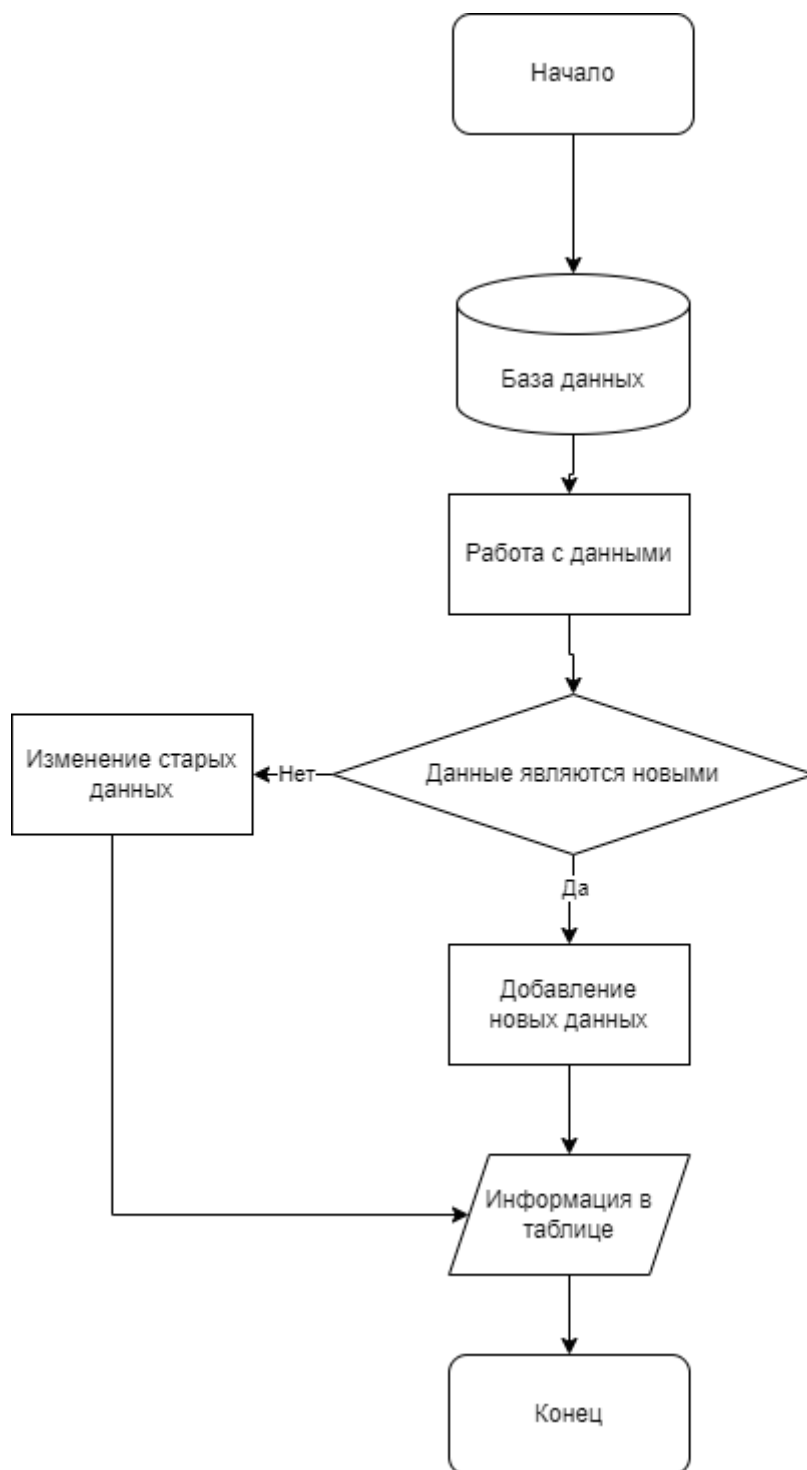 Начало
База данных
Работа с данными
Данные являются новыми
Нет
Изменение старых
данных
Да
Добавление
новых данных
Информация в
таблице
Конец